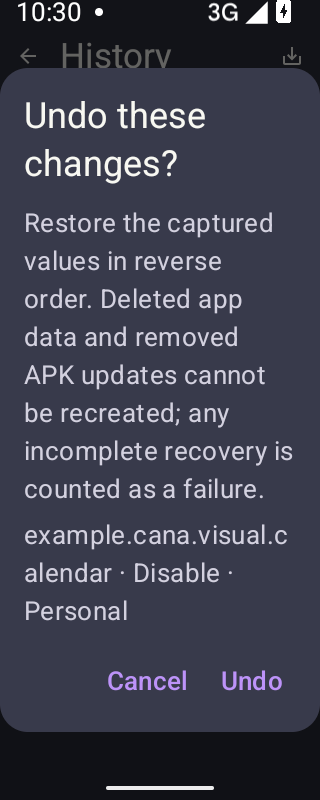 10:30
3G
History
Undo these
changes?
Restore the captured
values in reverse
order. Deleted app
data and removed
APK updates cannot
be recreated; any
incomplete recovery is
counted as a failure.
example.cana.visual.c
alendar · Disable ·
Personal
Cancel Undo